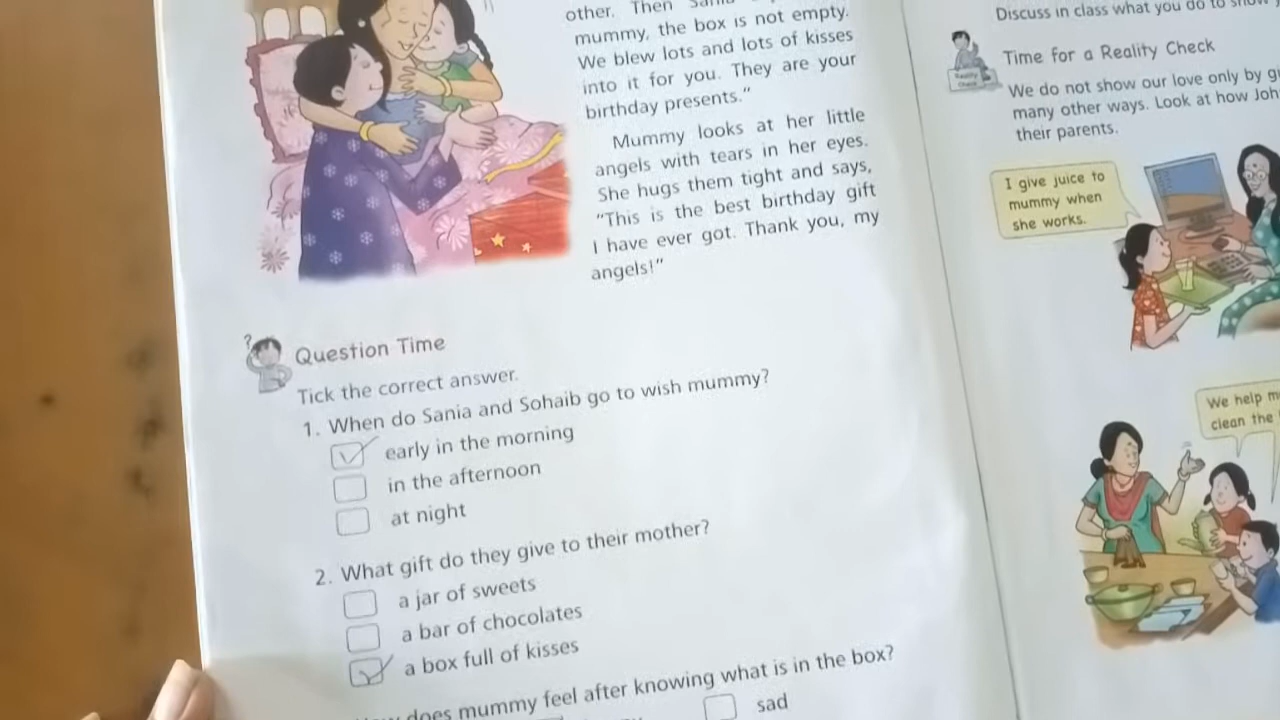 other. Then
mummy, the box is not empty.
We blew lots and lots of kisses
into it for you. They are your
birthday presents."
Mummy looks at her little
angels with tears in her eyes.
She hugs them tight and says,
"This is the best birthday gift
I have ever got. Thank you, my
angels!"
Question Time
Tick the correct answer.
1. When do Sania and Sohaib go to wish mummy?
early in the morning
in the afternoon
at night
2. What gift do they give to their mother?
a jar of sweets
a bar of chocolates
a box full of kisses
does mummy feel after knowing what is in the box?
sad
Discuss in class what you do to
Time for a Reality Check
Reality
Check
We do not show our love only by
many other ways. Look at how
their parents.
I give juice to
mummy when
she works.
We help
clean the